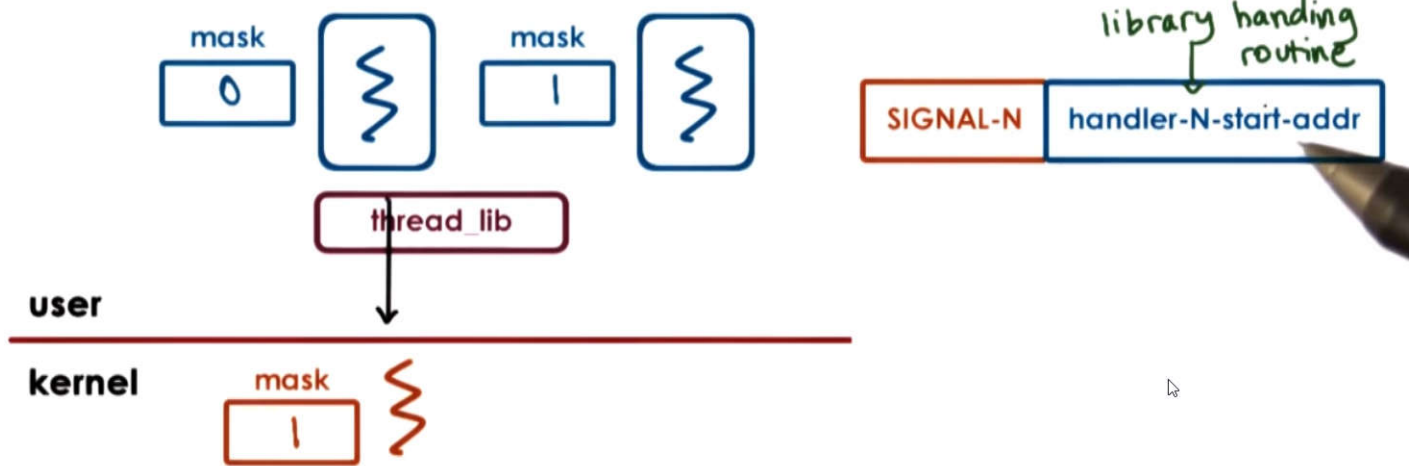 mask
0
mask
1
library handing
routine
SIGNAL-N
handler-N-start-addr
thread_lib
user
kernel
mask
1